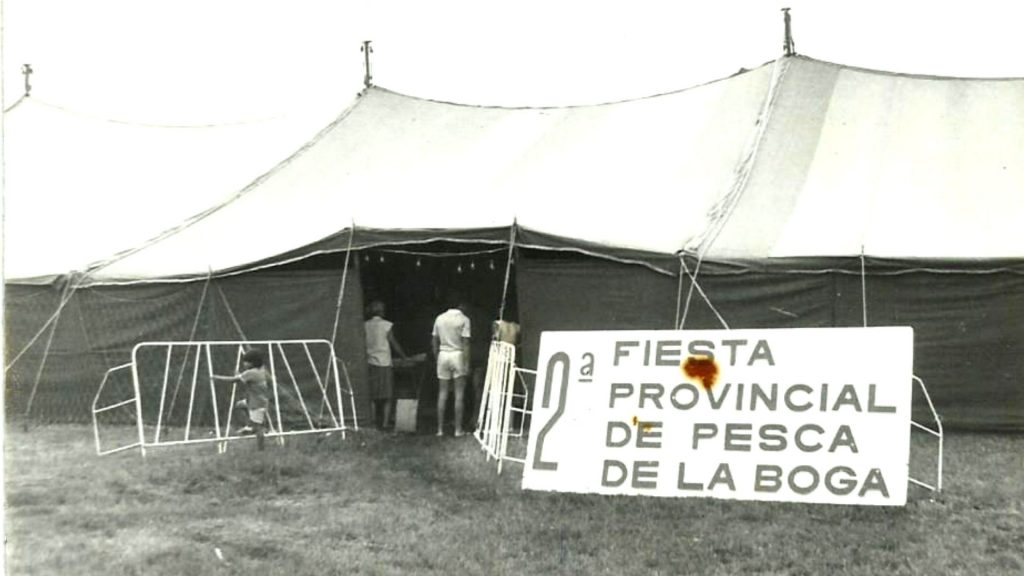 2ª FIESTA
PROVINCIAL
DE PESCA
DE LA BOGA